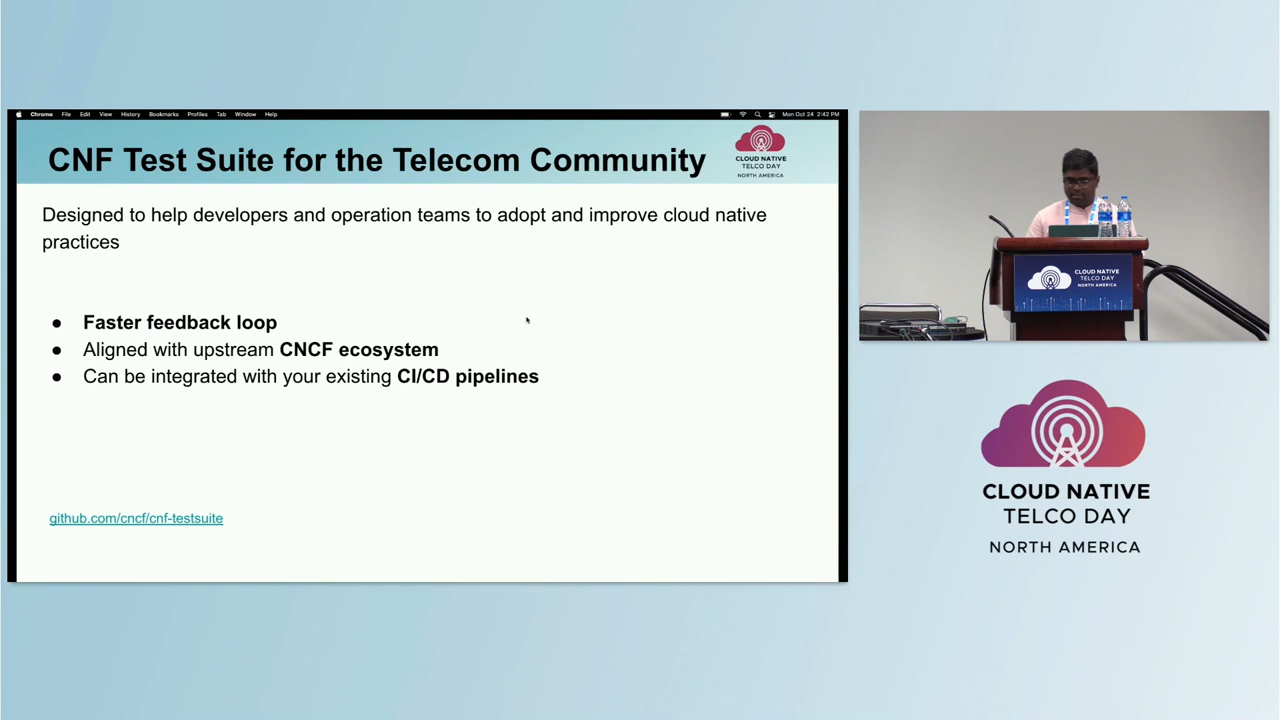 Chrome File Edit View History Bookmarks Profiles Tab Window Help Mon Oct 24 2:42 PM
CNF Test Suite for the Telecom Community
CLOUD NATIVE
TELCO DAY
NORTH AMERICA
Designed to help developers and operation teams to adopt and improve cloud native
practices
● Faster feedback loop
● Aligned with upstream CNCF ecosystem
● Can be integrated with your existing CI/CD pipelines
github.com/cncf/cnf-testsuite
CLOUD NATIVE
TELCO DAY
NORTH AMERICA
CLOUD NATIVE
TELCO DAY
NORTH AMERICA